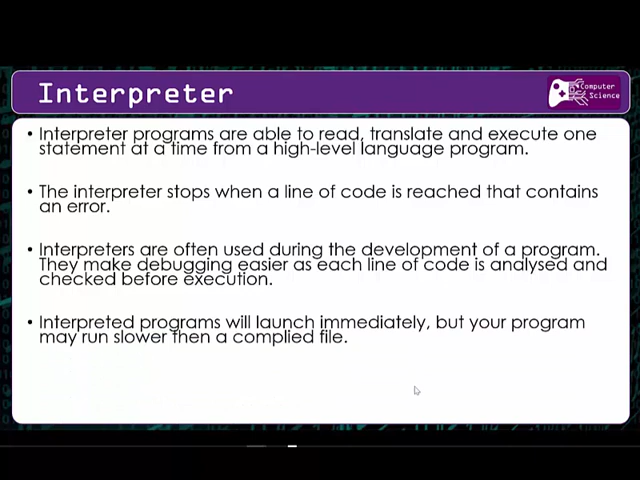 Interpreter
Computer
Science
• Interpreter programs are able to read, translate and execute one
statement at a time from a high-level language program.
• The interpreter stops when a line of code is reached that contains
an error.
• Interpreters are often used during the development of a program.
They make debugging easier as each line of code is analysed and
checked before execution.
• Interpreted programs will launch immediately, but your program
may run slower then a complied file.